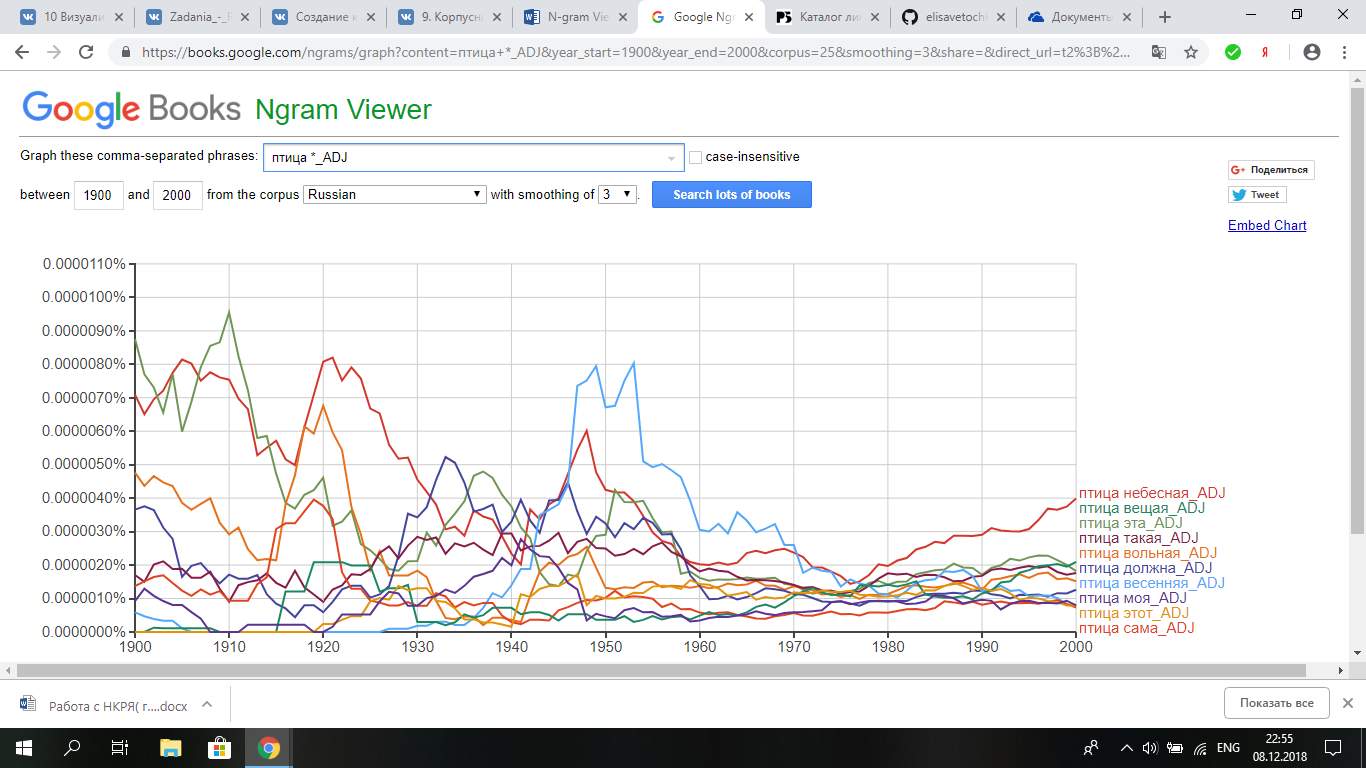 10 Визуали
Zadania_-_F
Создание к
9. Корпусны
N-gram Vie
Google Ngr
Каталог ли
elisavetochk
Документы
https://books.google.com/ngrams/graph?content=птица+*_ADJ&year_start=1900&year_end=2000&corpus=25&smoothing=3&share=&direct_url=t2%3B%2...
Google Books Ngram Viewer
Graph these comma-separated phrases: птица *_ADJ case-insensitive
between 1900 and 2000 from the corpus Russian with smoothing of 3 . Search lots of books
Поделиться
Tweet
Embed Chart
0.0000110%
0.0000100%
0.0000090%
0.0000080%
0.0000070%
0.0000060%
0.0000050%
0.0000040%
0.0000030%
0.0000020%
0.0000010%
0.0000000%
1900 1910 1920 1930 1940 1950 1960 1970 1980 1990 2000
птица небесная_ADJ
птица вещая_ADJ
птица эта_ADJ
птица такая_ADJ
птица вольная_ADJ
птица должна_ADJ
птица весенняя_ADJ
птица моя_ADJ
птица этот_ADJ
птица сама_ADJ
Работа с НКРЯ( г....docx
Показать все
ENG
22:55
08.12.2018